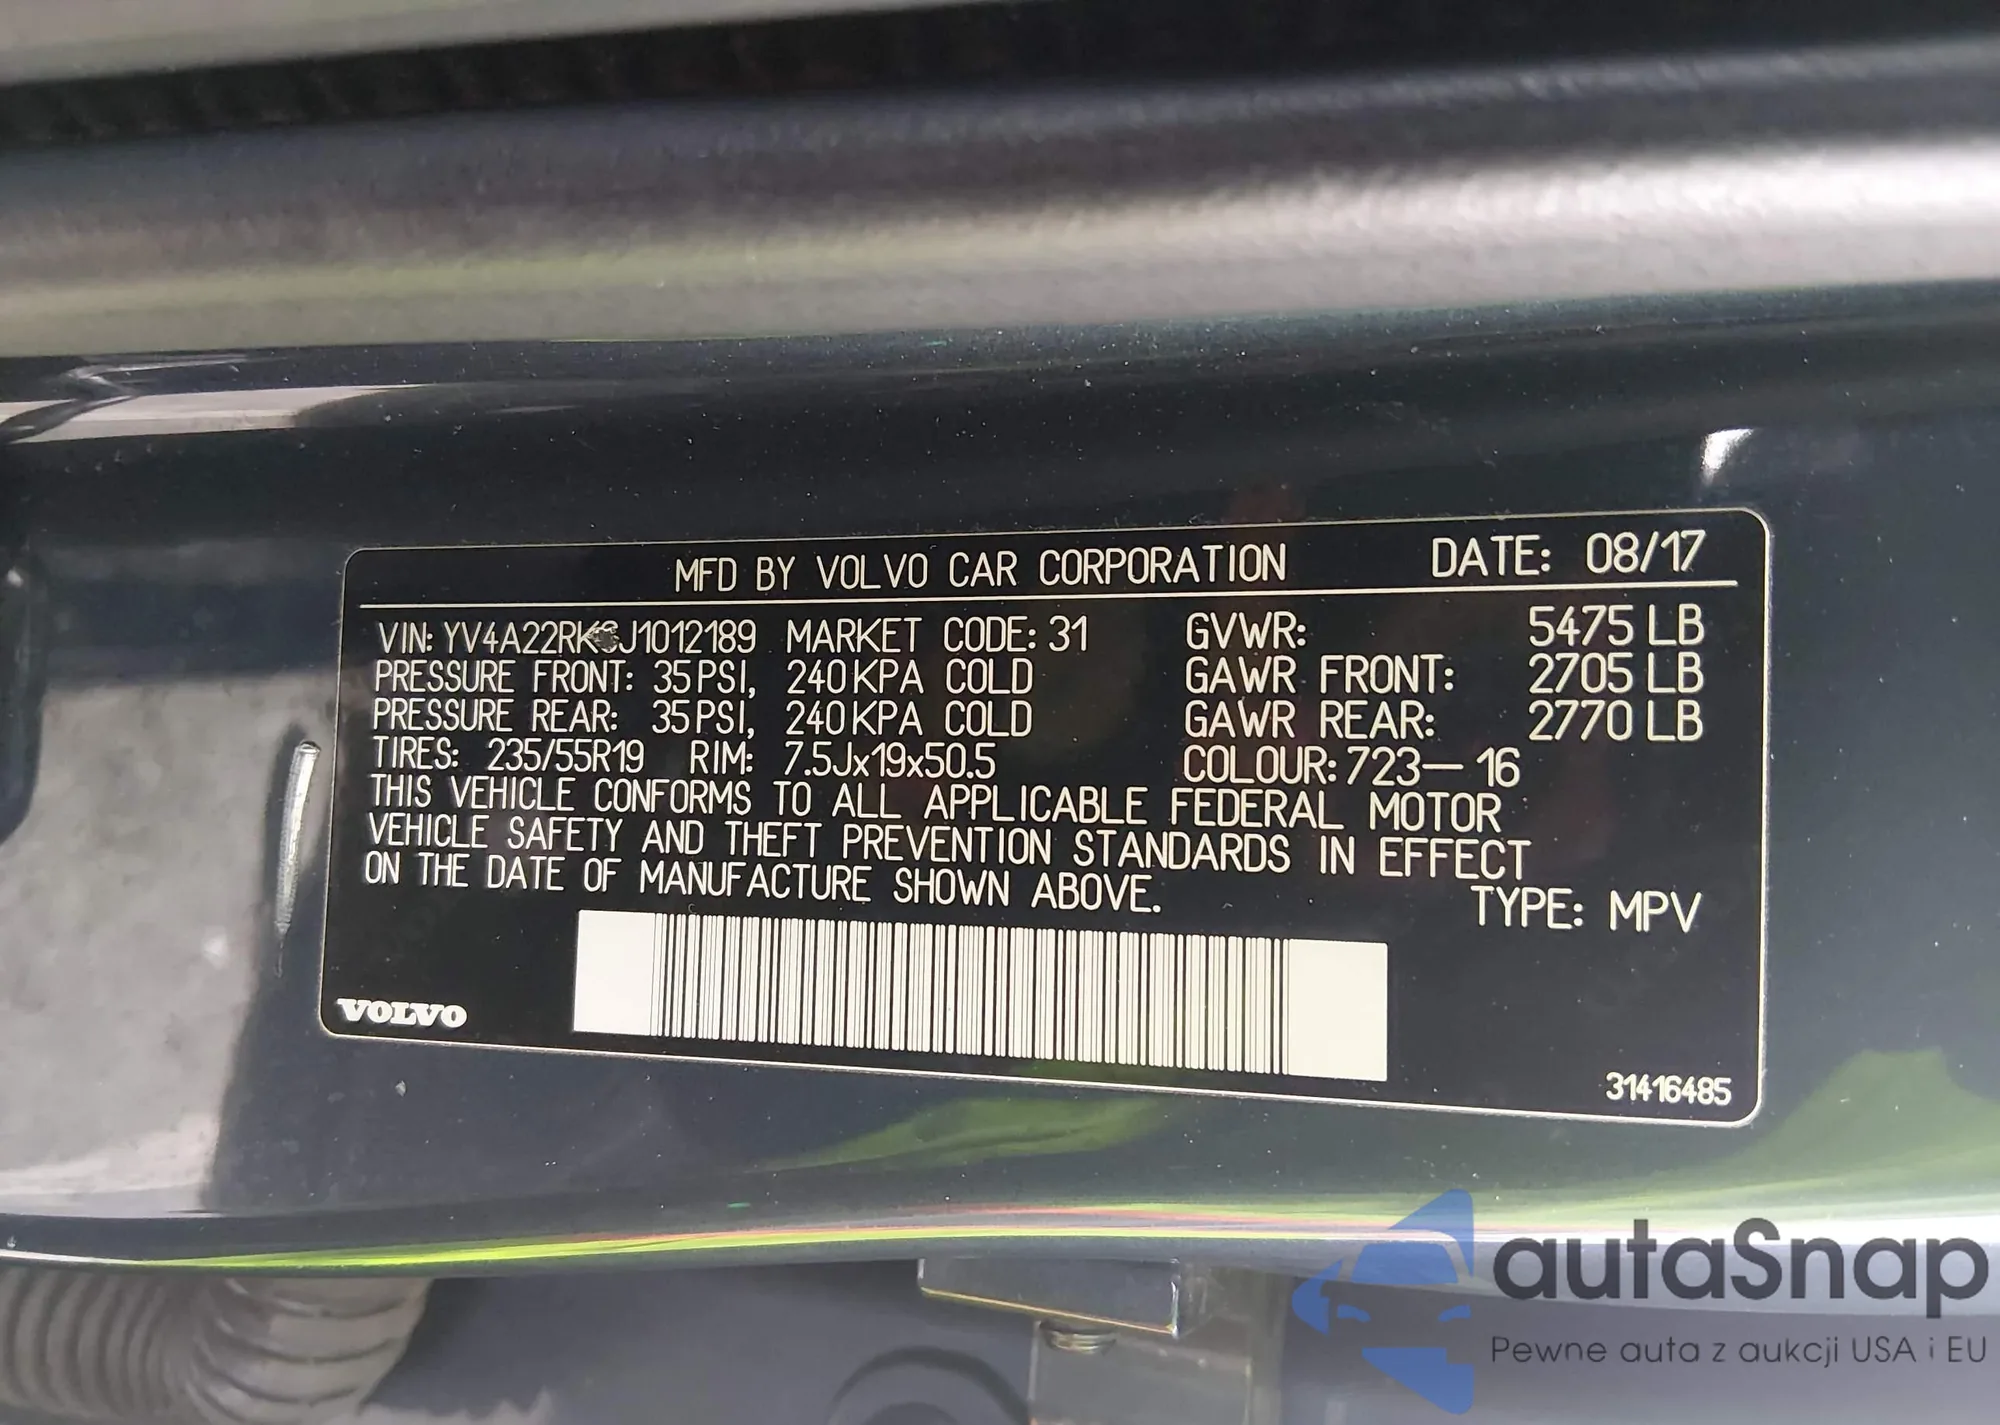 MFD BY VOLVO CAR CORPORATION DATE: 08/17
VIN: MARKET CODE: 31 GVWR: 5475 LB
PRESSURE FRONT: 35 PSI, 240 KPA COLD GAWR FRONT: 2705 LB
PRESSURE REAR: 35 PSI, 240 KPA COLD GAWR REAR: 2770 LB
TIRES: 235/55R19 RIM: 7.5Jx19x50.5 COLOUR: 723-16
THIS VEHICLE CONFORMS TO ALL APPLICABLE FEDERAL MOTOR
VEHICLE SAFETY AND THEFT PREVENTION STANDARDS IN EFFECT
ON THE DATE OF MANUFACTURE SHOWN ABOVE.
TYPE: MPV
VOLVO
31416485
autaSnap
Pewne auta z aukcji USA i EU